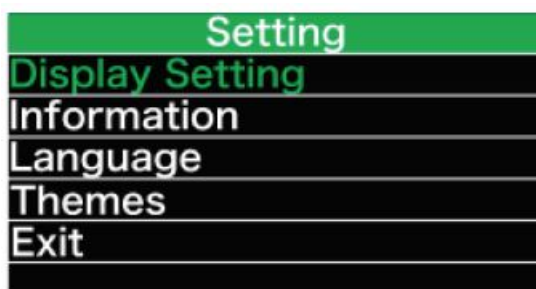 Setting
Display Setting
Information
Language
Themes
Exit